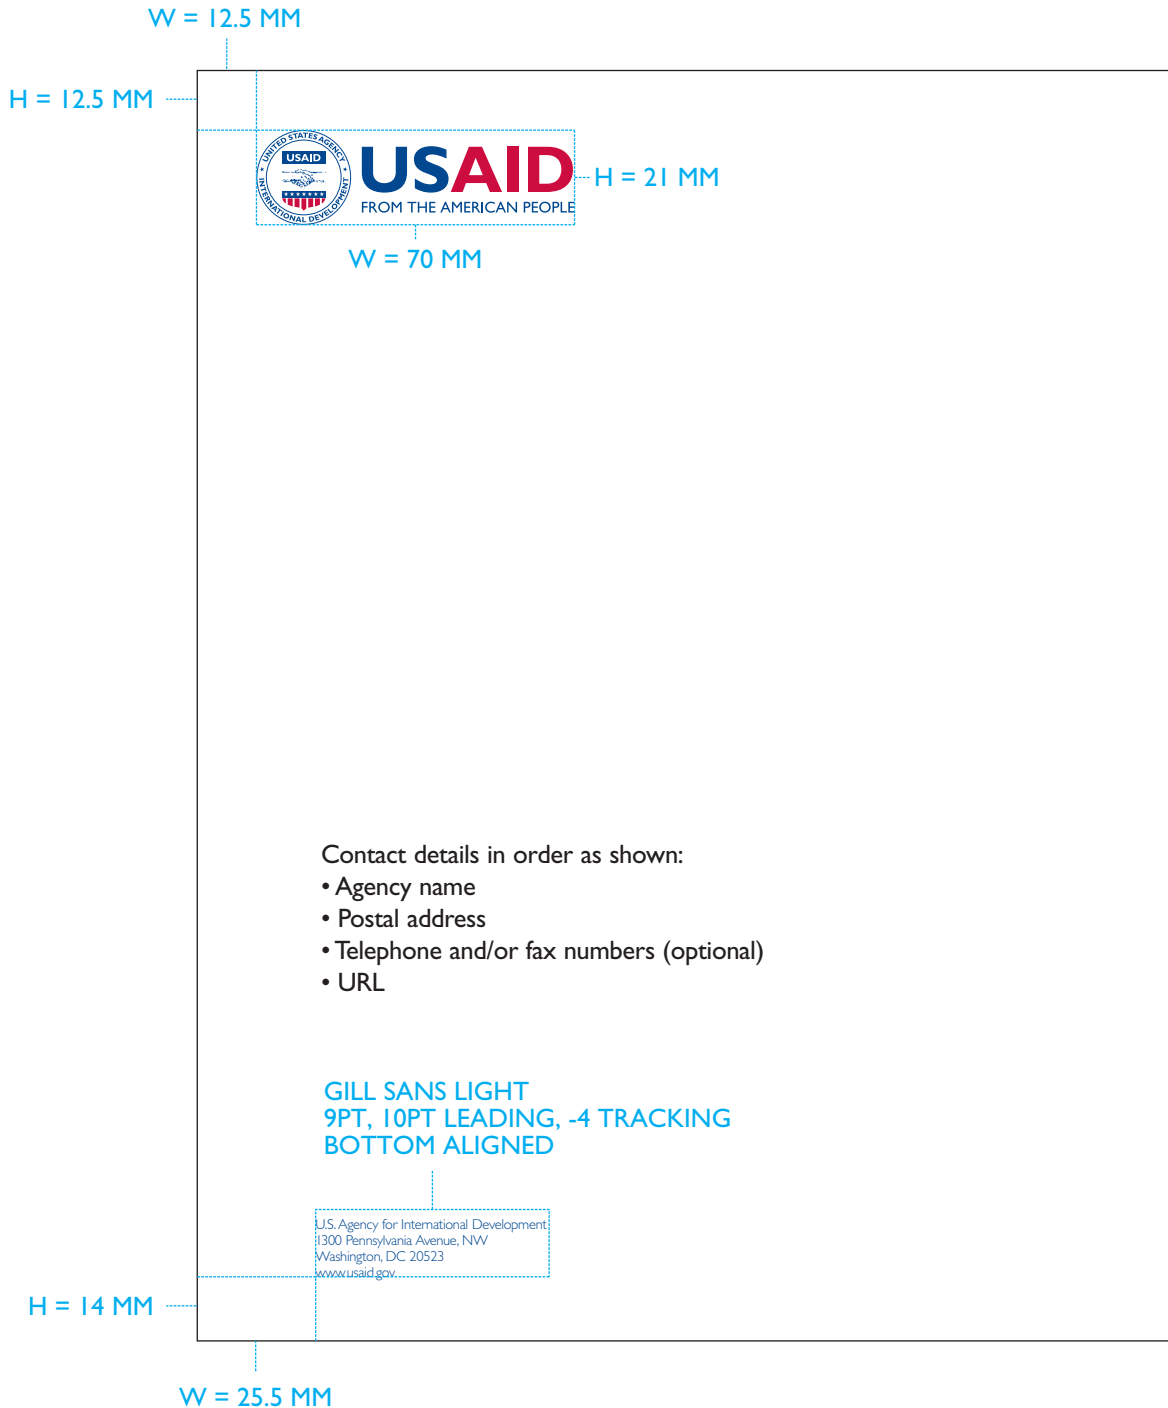 W = 12.5 MM
H = 12.5 MM
UNITED STATES AGENCY
USAID
INTERNATIONAL DEVELOPMENT
USAID
FROM THE AMERICAN PEOPLE
H = 21 MM
W = 70 MM
Contact details in order as shown:
• Agency name
• Postal address
• Telephone and/or fax numbers (optional)
• URL
GILL SANS LIGHT
9PT, 10PT LEADING, -4 TRACKING
BOTTOM ALIGNED
U.S. Agency for International Development
1300 Pennsylvania Avenue, NW
Washington, DC 20523
www.usaid.gov
H = 14 MM
W = 25.5 MM